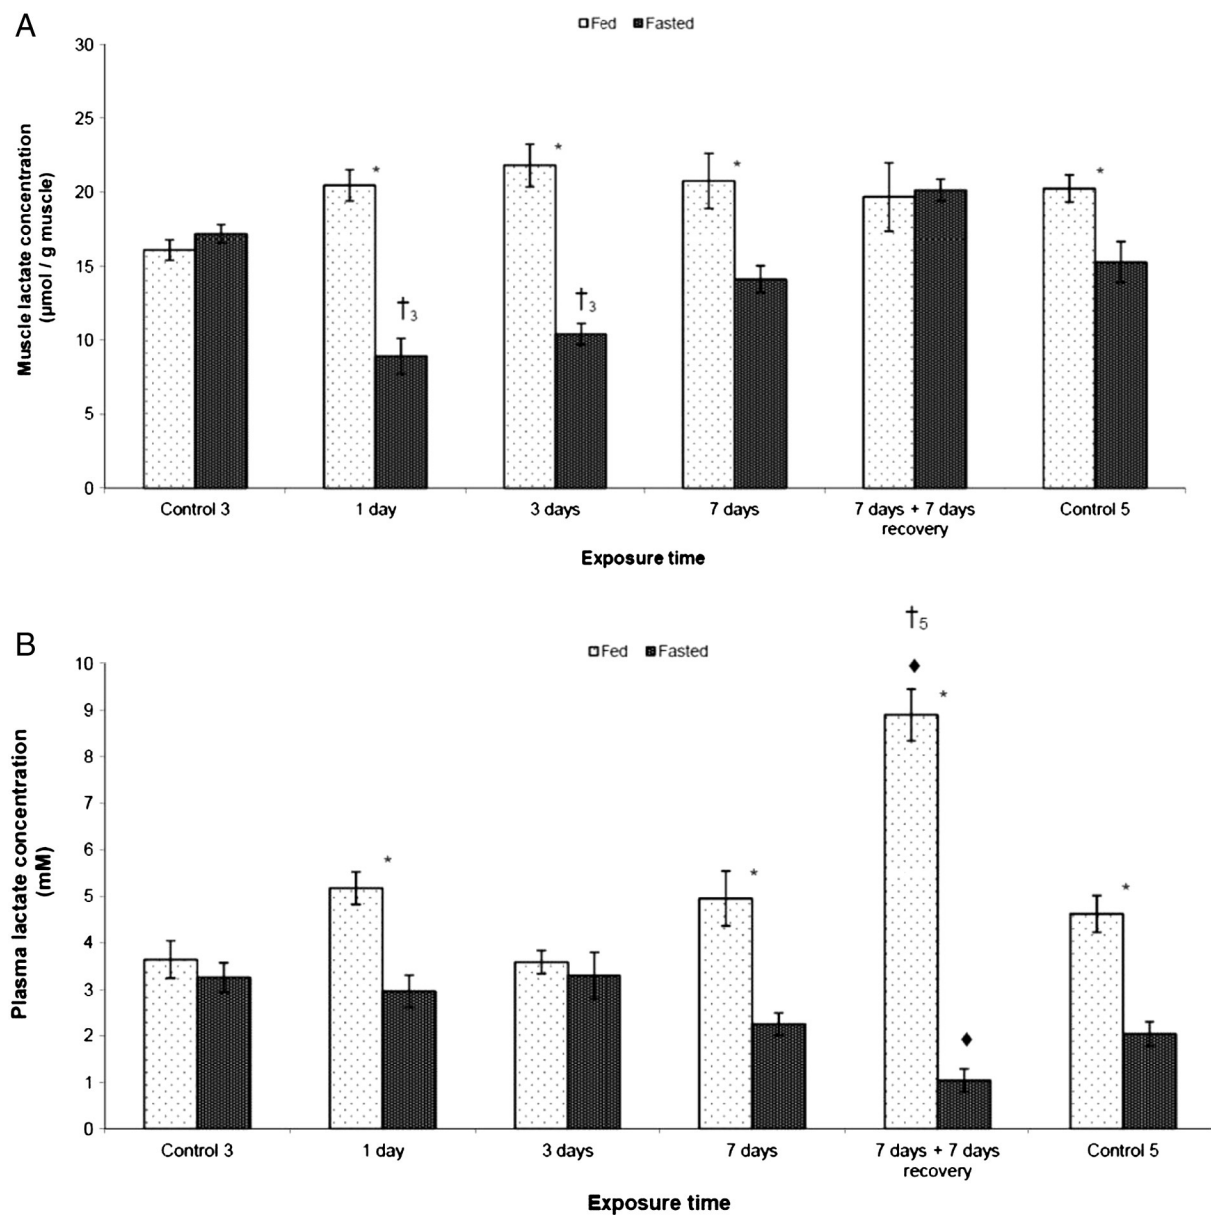 A
Fed Fasted
30
25
20
15
10
5
0
Muscle lactate concentration
(µmol / g muscle)
* * * *
†3 †3
Control 3 1 day 3 days 7 days 7 days + 7 days Control 5
recovery
Exposure time
B
Fed Fasted
†5
♦
10
9
8
7
6
5
4
3
2
1
0
Plasma lactate concentration
(mM)
* * * *
♦
Control 3 1 day 3 days 7 days 7 days + 7 days Control 5
recovery
Exposure time